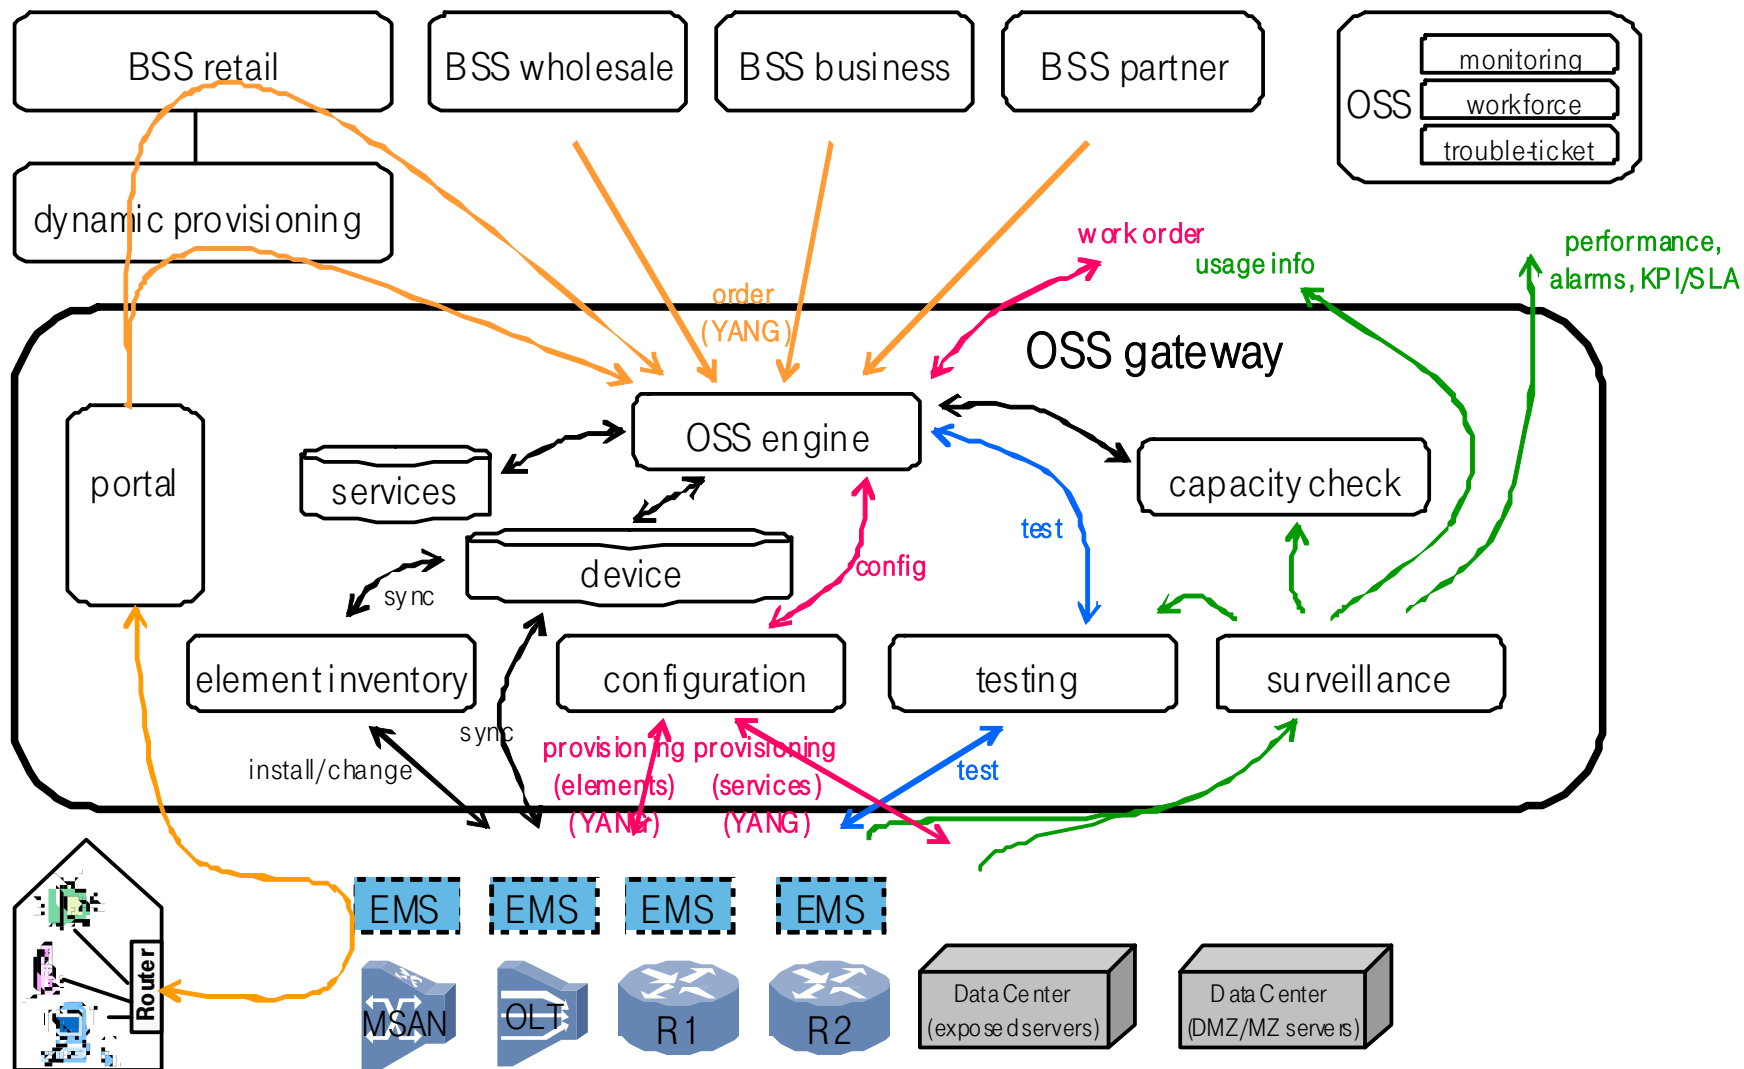 BSS retail
BSS wholesale
BSS business
BSS partner
OSS
monitoring
workforce
trouble-ticket
dynamic provisioning
work order
usage info
performance,
alarms, KPI/SLA
order
(YANG)
OSS gateway
portal
services
OSS engine
capacity check
device
sync
config
test
element inventory
configuration
testing
surveillance
sync
install/change
provisioning
(elements)
(YANG)
provisioning
(services)
(YANG)
test
Router
EMS
EMS
EMS
EMS
MSAN
OLT
R1
R2
Data Center
(exposed servers)
Data Center
(DMZ/MZ servers)